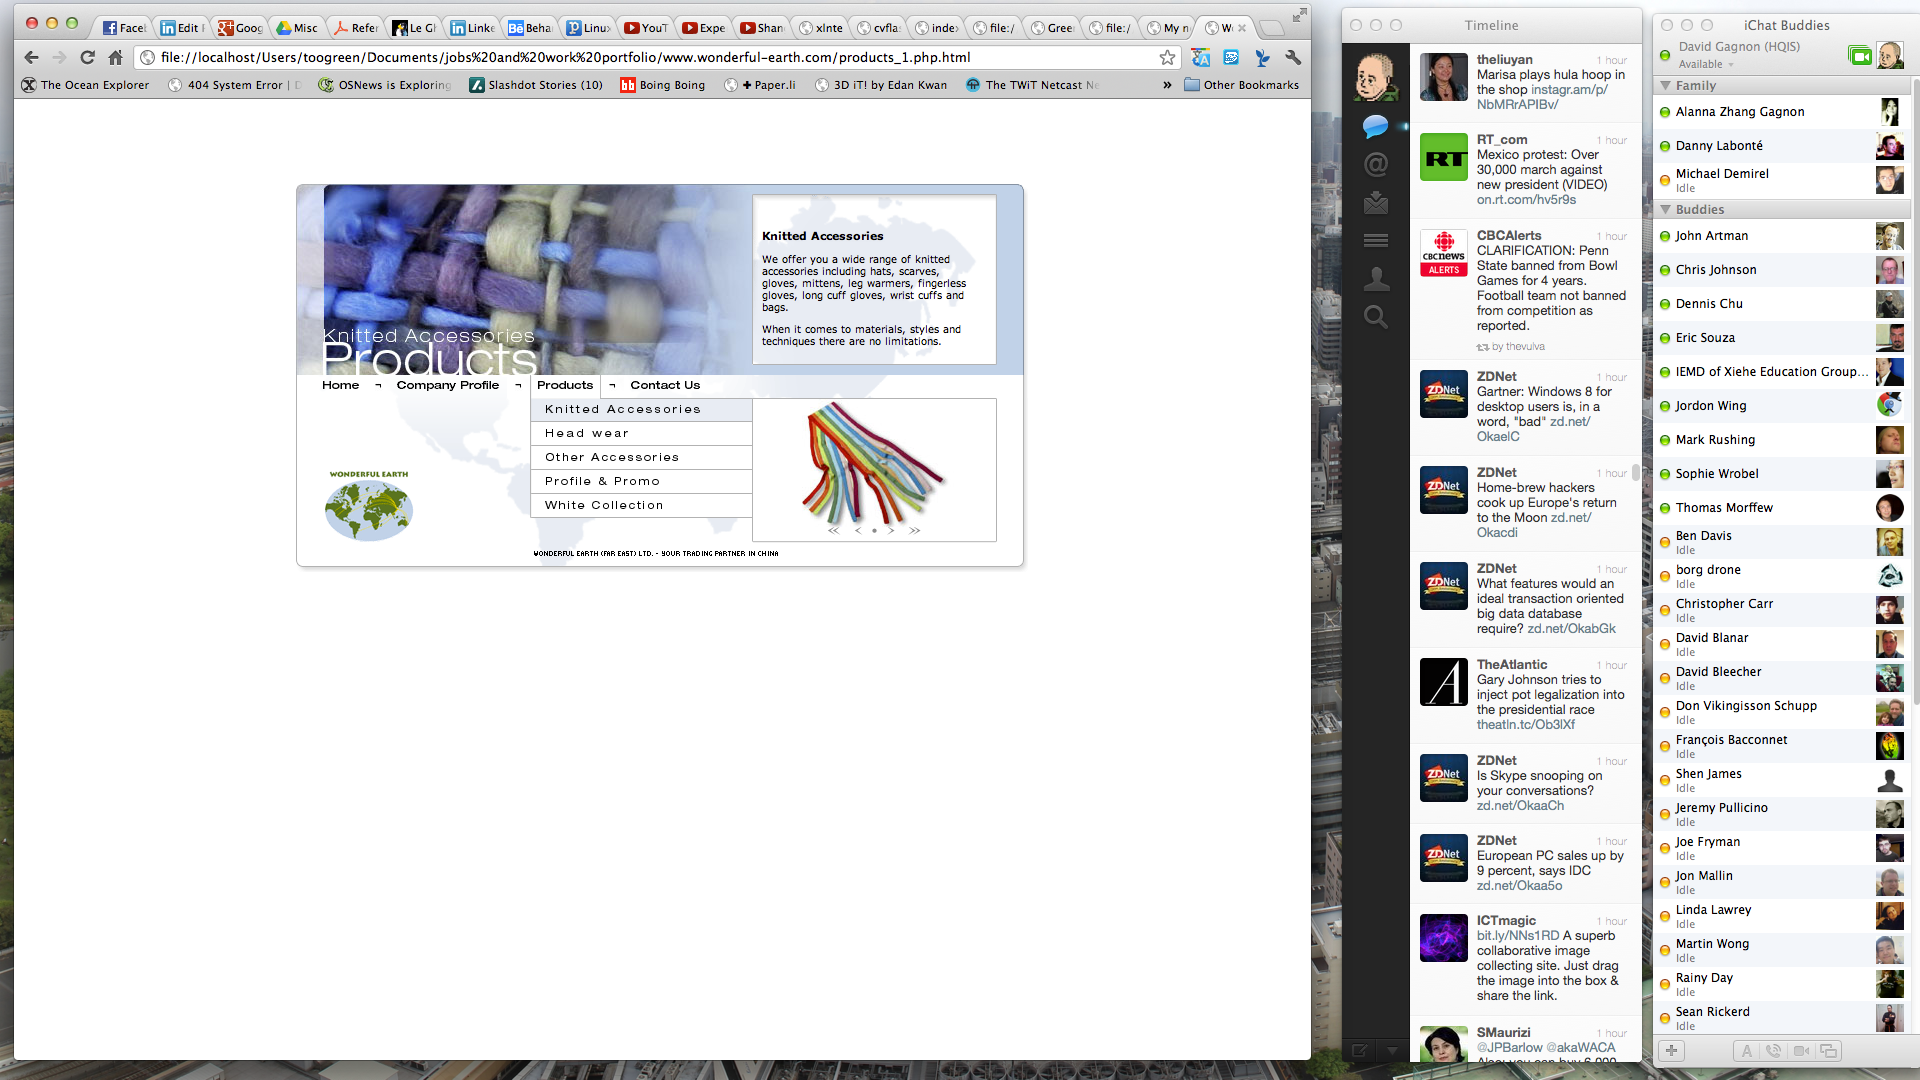 Facel
Edit F
Goog
Misc
Refer
Le Gl
Linke
Beha
Linux
YouT
Expe
Shan
xlnte
cvfla
index
file:/
Gree
file:/
My n
Wo
file://localhost/Users/toogreen/Documents/jobs%20and%20work%20portfolio/www.wonderful-earth.com/products_1.php.html
The Ocean Explorer
404 System Error | D
OSNews is Exploring
Slashdot Stories (10)
Boing Boing
+ Paper.li
3D iT! by Edan Kwan
The TWiT Netcast Ne
»
Other Bookmarks
Knitted Accessories
Products
Knitted Accessories
We offer you a wide range of knitted
accessories including hats, scarves,
gloves, mittens, leg warmers, fingerless
gloves, long cuff gloves, wrist cuffs and
bags.
When it comes to materials, styles and
techniques there are no limitations.
Home ¬ Company Profile ¬ Products ¬ Contact Us
Knitted Accessories
Head wear
Other Accessories
Profile & Promo
White Collection
WONDERFUL EARTH
WONDERFUL EARTH (FAR EAST) LTD. - YOUR TRADING PARTNER IN CHINA
Timeline
theliuyan 1 hour
Marisa plays hula hoop in
the shop instagr.am/p/
NbMRrAPIBv/
RT
RT_com 1 hour
Mexico protest: Over
30,000 march against
new president (VIDEO)
on.rt.com/hv5r9s
CBCNEWS
ALERTS
CBCAlerts 1 hour
CLARIFICATION: Penn
State banned from Bowl
Games for 4 years.
Football team not banned
from competition as
reported.
by thevulva
ZDNet
ZDNet 1 hour
Gartner: Windows 8 for
desktop users is, in a
word, "bad" zd.net/
OkaelC
ZDNet
ZDNet 1 hour
Home-brew hackers
cook up Europe's return
to the Moon zd.net/
Okacdi
ZDNet
ZDNet 1 hour
What features would an
ideal transaction oriented
big data database
require? zd.net/OkabGk
A
TheAtlantic 1 hour
Gary Johnson tries to
inject pot legalization into
the presidential race
theatln.tc/Ob3lXf
ZDNet
ZDNet 1 hour
Is Skype snooping on
your conversations?
zd.net/OkaaCh
ZDNet
ZDNet 1 hour
European PC sales up by
9 percent, says IDC
zd.net/Okaa5o
ICTmagic 1 hour
bit.ly/NNs1RD A superb
collaborative image
collecting site. Just drag
the image into the box &
share the link.
SMaurizi 1 hour
@JPBarlow @akaWACA
iChat Buddies
David Gagnon (HQIS)
Available
Family
Alanna Zhang Gagnon
Danny Labonté
Michael Demirel
Idle
Buddies
John Artman
Chris Johnson
Dennis Chu
Eric Souza
IEMD of Xiehe Education Group...
Jordon Wing
Mark Rushing
Sophie Wrobel
Thomas Morffew
Ben Davis
Idle
borg drone
Idle
Christopher Carr
Idle
David Blanar
Idle
David Bleecher
Idle
Don Vikingisson Schupp
Idle
François Bacconnet
Idle
Shen James
Idle
Jeremy Pullicino
Idle
Joe Fryman
Idle
Jon Mallin
Idle
Linda Lawrey
Idle
Martin Wong
Idle
Rainy Day
Idle
Sean Rickerd
Idle